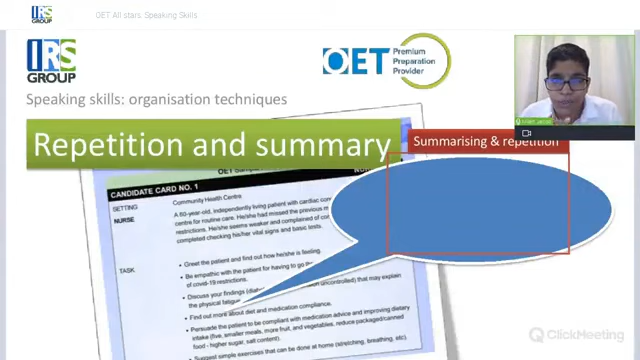 IRS
GROUP
OET All stars. Speaking Skills
IRS
GROUP
OET
Premium
Preparation
Provider
Speaking skills: organisation techniques
Repetition and summary
Summarising & repetition
CANDIDATE CARD NO. 1
SETTING
Community Health Centre
NURSE
A 60-year-old, independently living patient with cardiac
centre for routine care. He/she had missed the previous
restrictions. He/she seems weaker and complained of
completed checking his/her vital signs and basic tests.
TASK
• Greet the patient and find out how he/she is feeling.
• Be empathic with the patient for having to go
of covid-19 restrictions.
• Discuss your findings uncontrolled) that may explain
the physical
• Find out more about diet and medication compliance.
• Persuade the patient to be compliant with medication advice and improving dietary
intake (five, smaller meals, more fruit, and vegetables, reduce packaged/canned
food - higher sugar, salt content).
• Suggest simple exercises that can be done at home (stretching, breathing, etc).
ClickMeeting